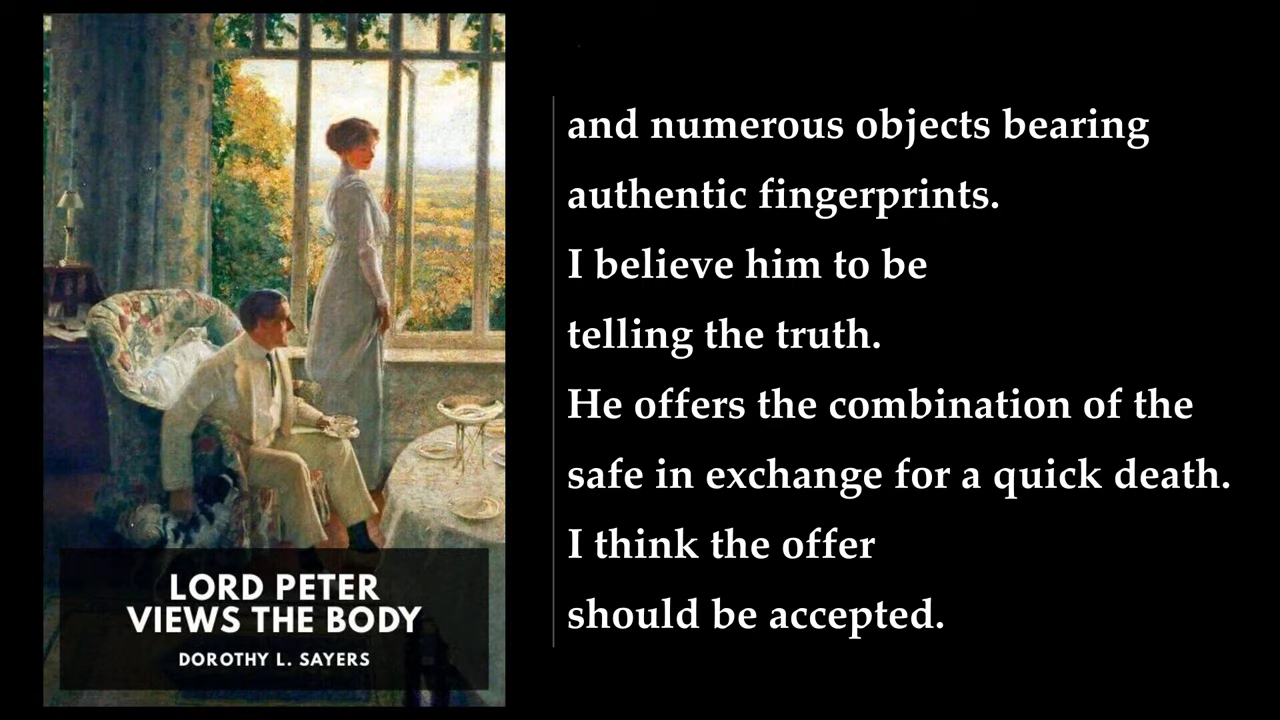 and numerous objects bearing
authentic fingerprints.
I believe him to be
telling the truth.
He offers the combination of the
safe in exchange for a quick death.
I think the offer
should be accepted.
LORD PETER
VIEWS THE BODY
DOROTHY L. SAYERS